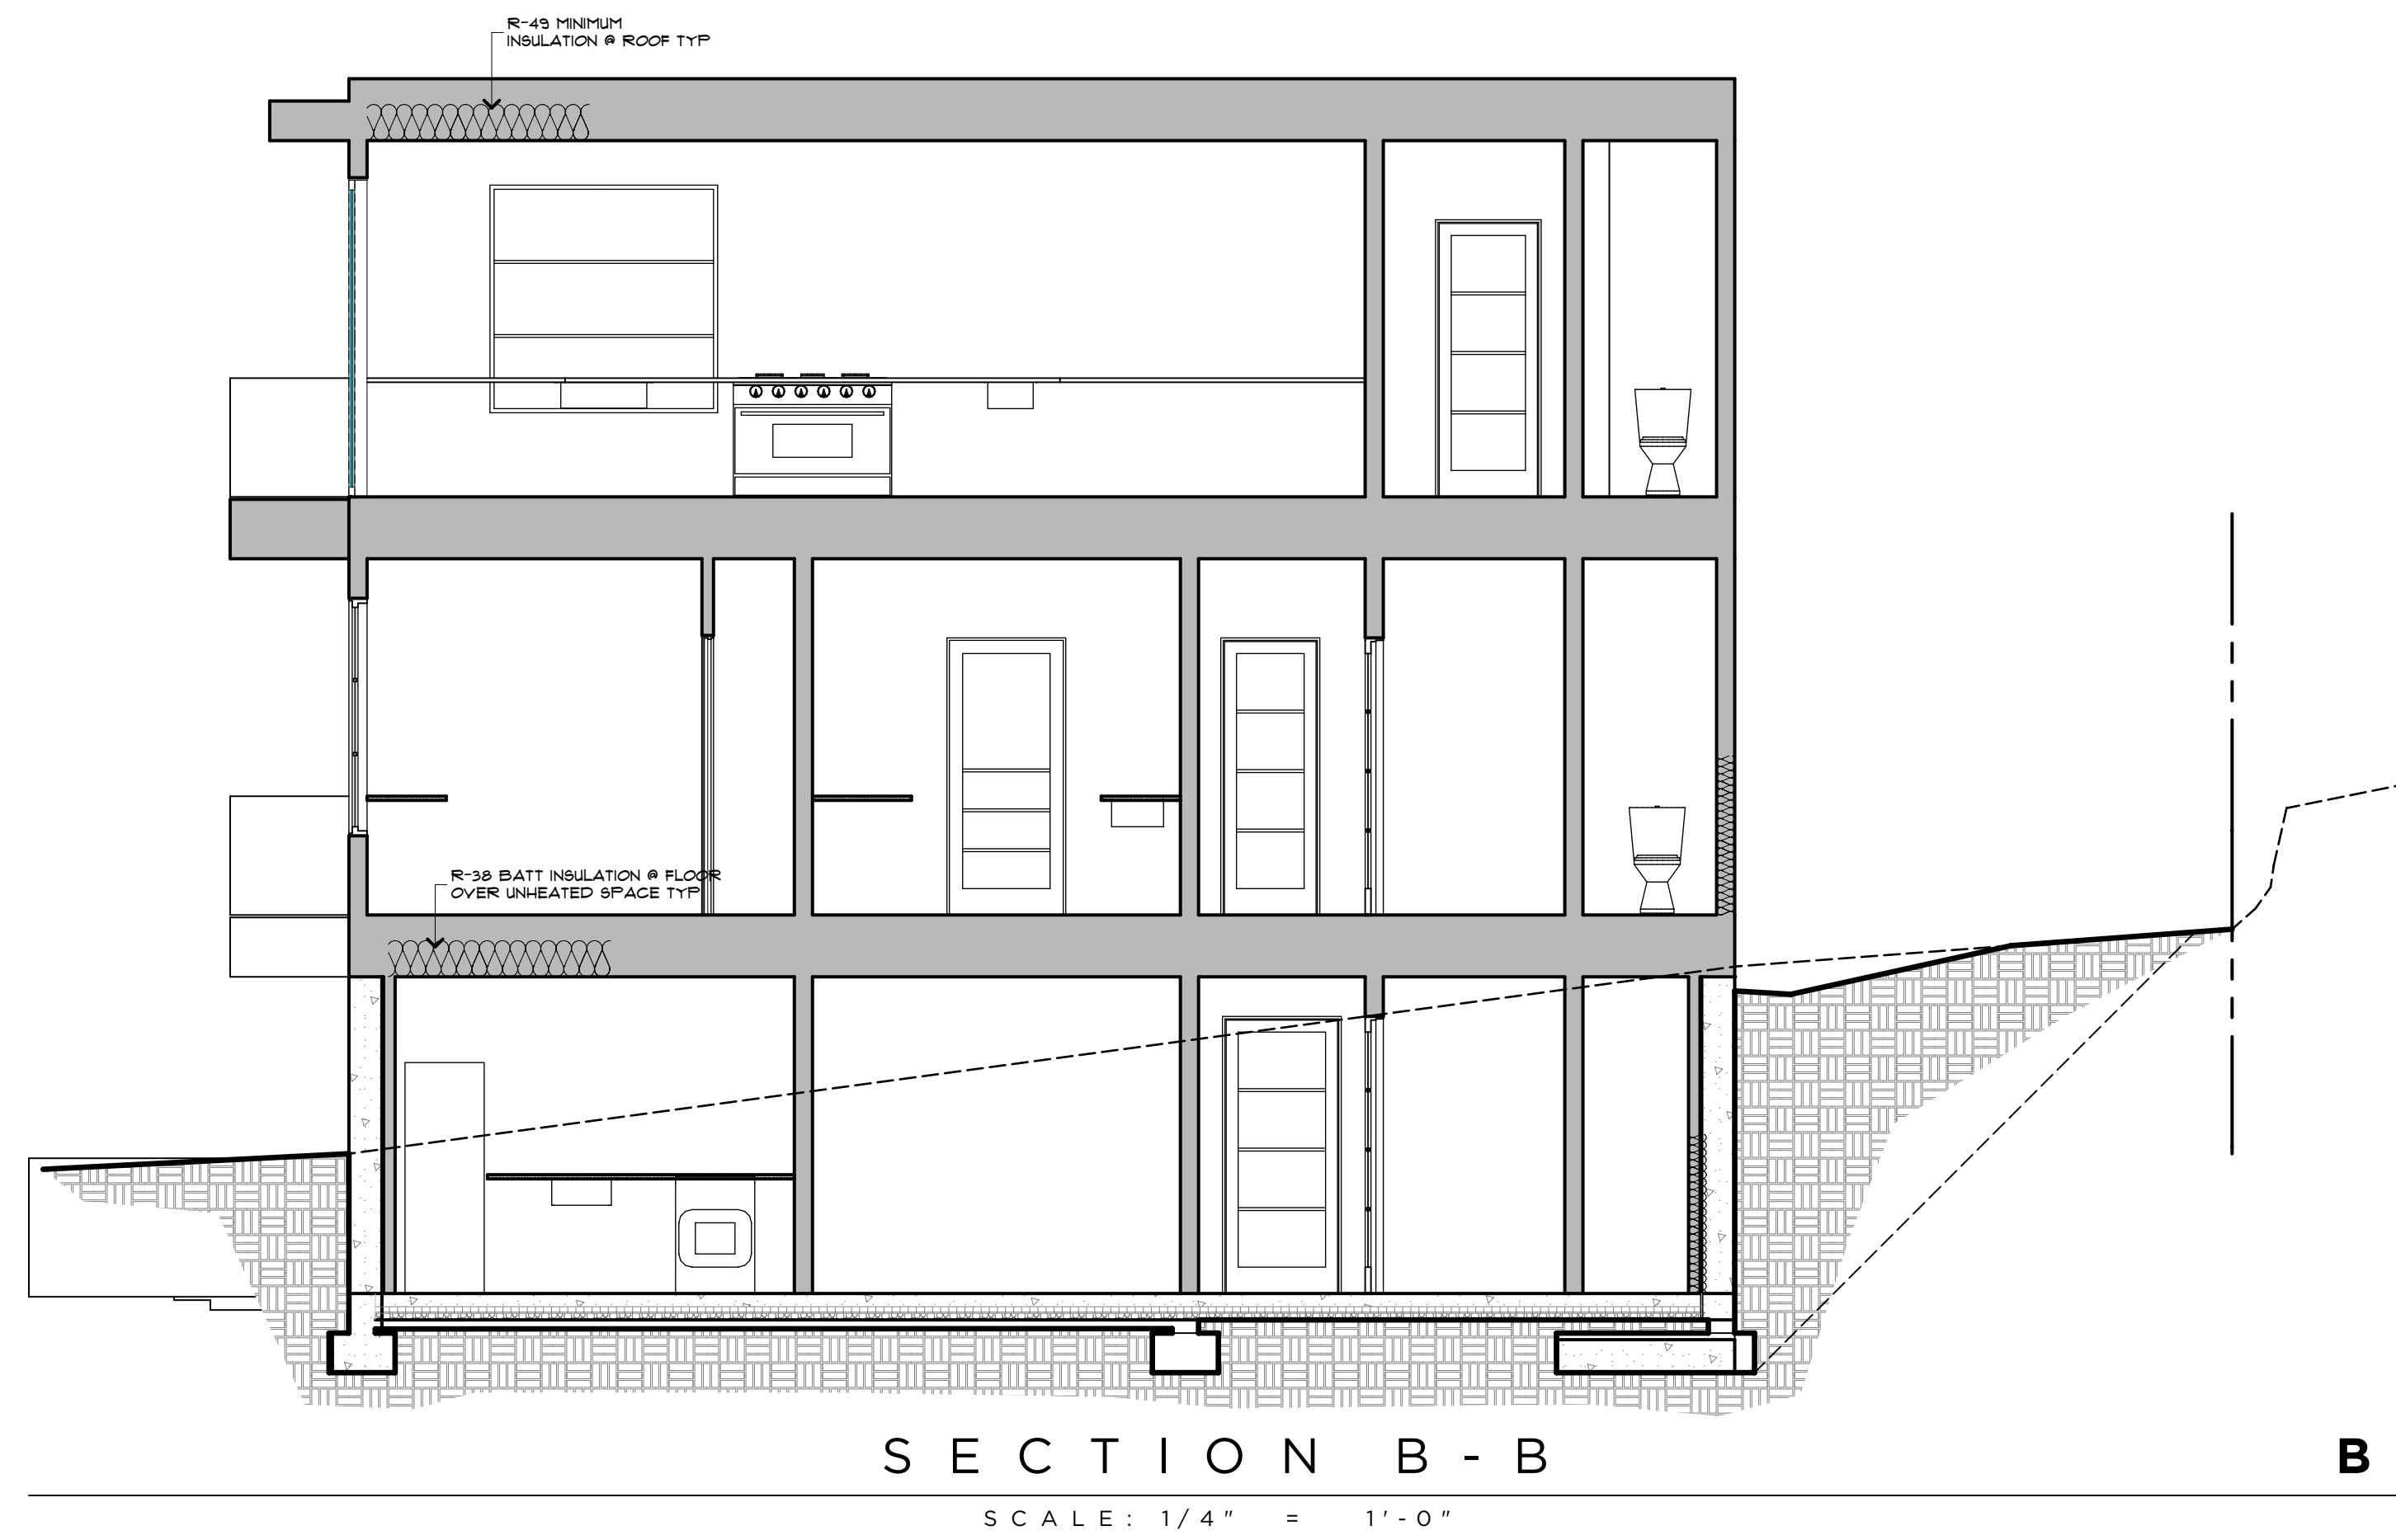 R-49 MINIMUM
INSULATION @ ROOF TYP
R-38 BATT INSULATION @ FLOOR
OVER UNHEATED SPACE TYP
SECTION B-B
B
SCALE: 1/4" = 1'-0"